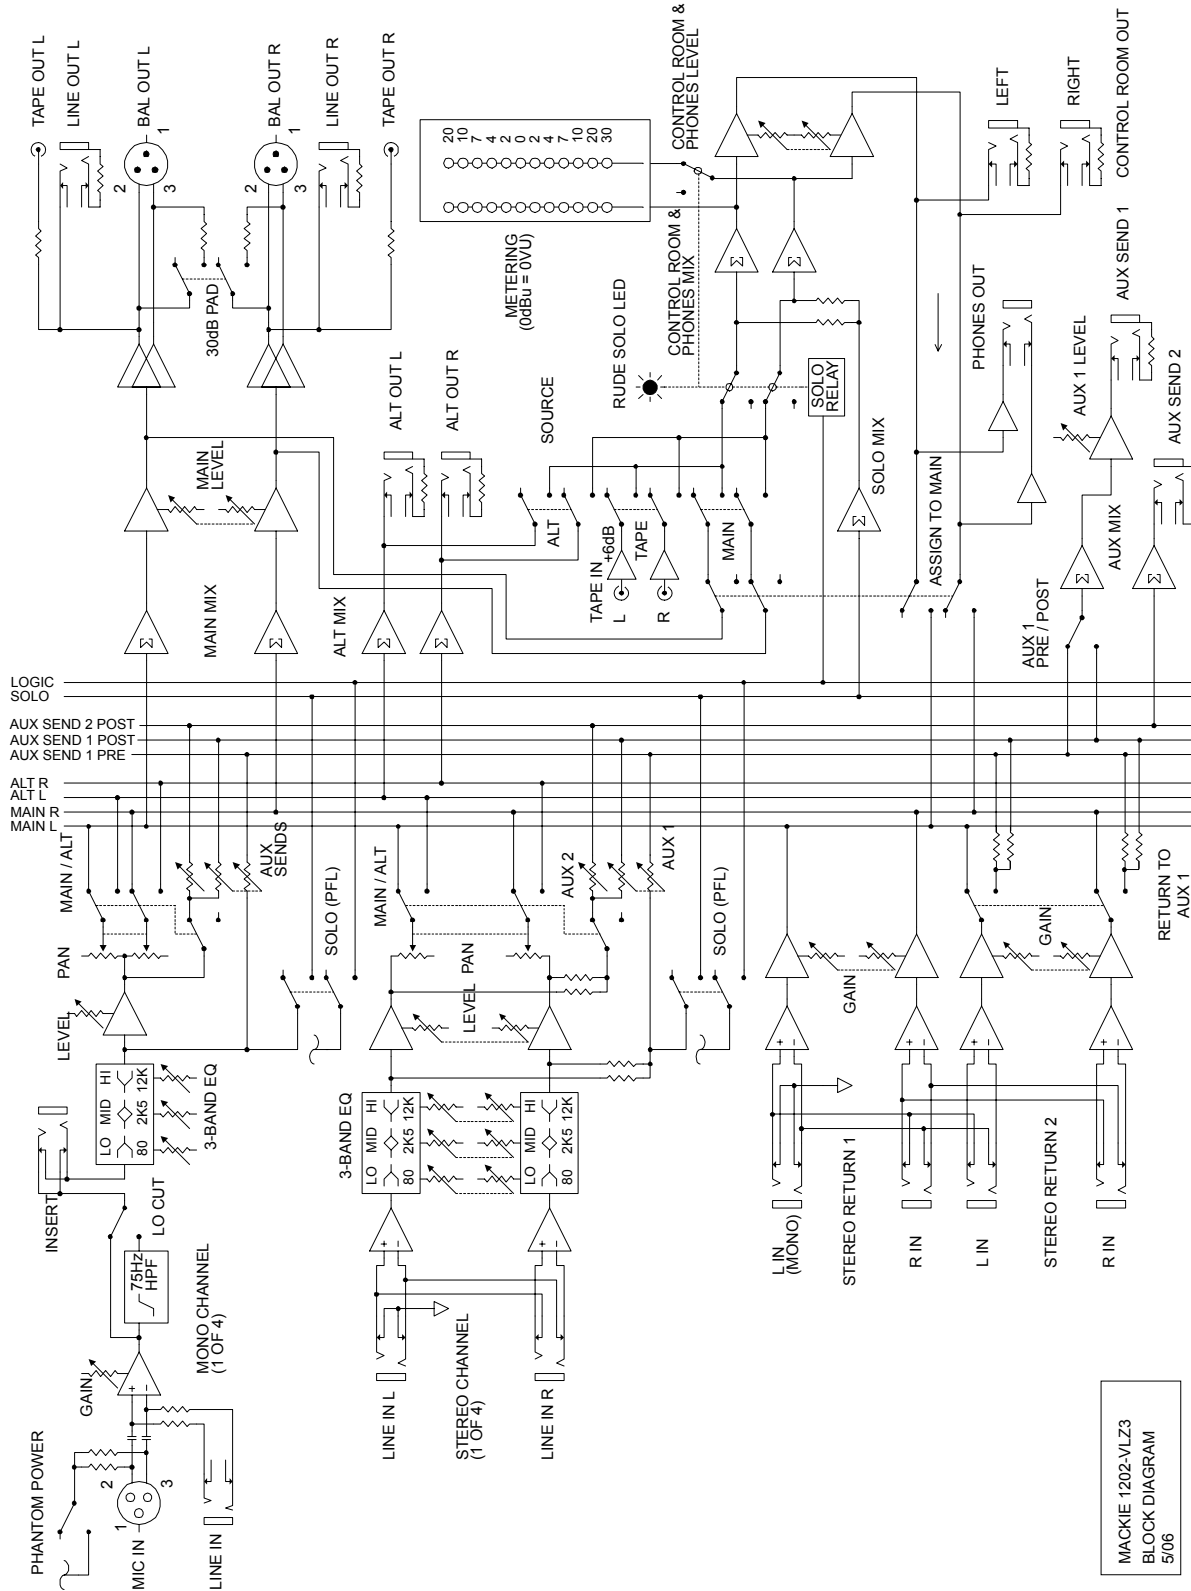 PHANTOM POWER
MIC IN
1
2
3
LINE IN
GAIN
+
-
75Hz
HPF
LO CUT
MONO CHANNEL
(1 OF 4)
INSERT
LO MID HI
80 2K5 12K
3-BAND EQ
LEVEL
PAN
MAIN / ALT
AUX
SENDS
SOLO (PFL)
LINE IN L
STEREO CHANNEL
(1 OF 4)
LINE IN R
+
-
+
-
3-BAND EQ
LO MID HI
80 2K5 12K
LO MID HI
80 2K5 12K
LEVEL
PAN
MAIN / ALT
AUX 2
AUX 1
SOLO (PFL)
L IN
(MONO)
STEREO RETURN 1
R IN
L IN
STEREO RETURN 2
R IN
+
-
+
-
+
-
+
-
GAIN
GAIN
RETURN TO
AUX 1
LOGIC
SOLO
AUX SEND 2 POST
AUX SEND 1 POST
AUX SEND 1 PRE
ALT R
ALT L
MAIN R
MAIN L
Σ
Σ
MAIN MIX
MAIN
LEVEL
30dB PAD
TAPE OUT L
LINE OUT L
BAL OUT L
1
2
3
BAL OUT R
1
2
3
LINE OUT R
TAPE OUT R
Σ
Σ
ALT MIX
ALT OUT L
ALT OUT R
SOURCE
ALT
TAPE IN
L
R
+6dB
TAPE
MAIN
METERING
(0dBu = 0VU)
20
10
7
4
2
0
2
4
7
10
20
30
RUDE SOLO LED
CONTROL ROOM &
PHONES MIX
CONTROL ROOM &
PHONES LEVEL
SOLO
RELAY
Σ
Σ
Σ
SOLO MIX
ASSIGN TO MAIN
PHONES OUT
LEFT
RIGHT
CONTROL ROOM OUT
AUX 1
PRE / POST
Σ
AUX MIX
Σ
AUX 1 LEVEL
AUX SEND 1
AUX SEND 2
MACKIE 1202-VLZ3
BLOCK DIAGRAM
5/06